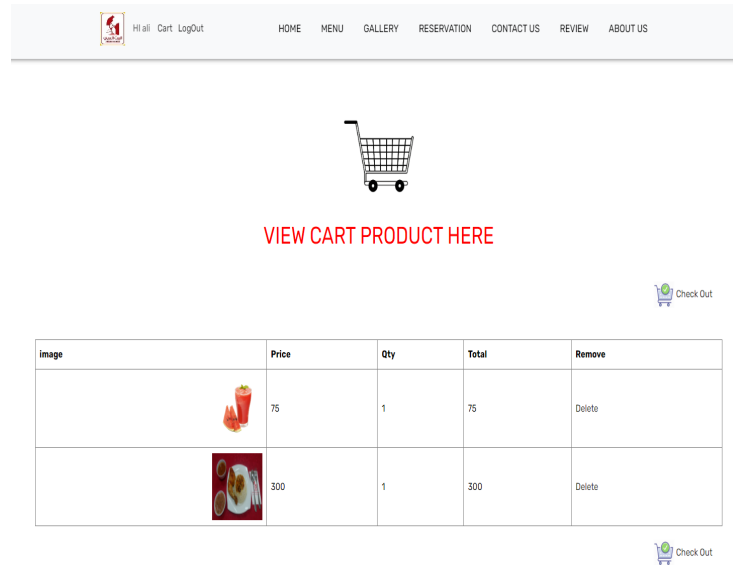 HI ali Cart LogOut HOME MENU GALLERY RESERVATION CONTACT US REVIEW ABOUT US
VIEW CART PRODUCT HERE
Check Out
image Price Qty Total Remove
75 1 75 Delete
300 1 300 Delete
Check Out